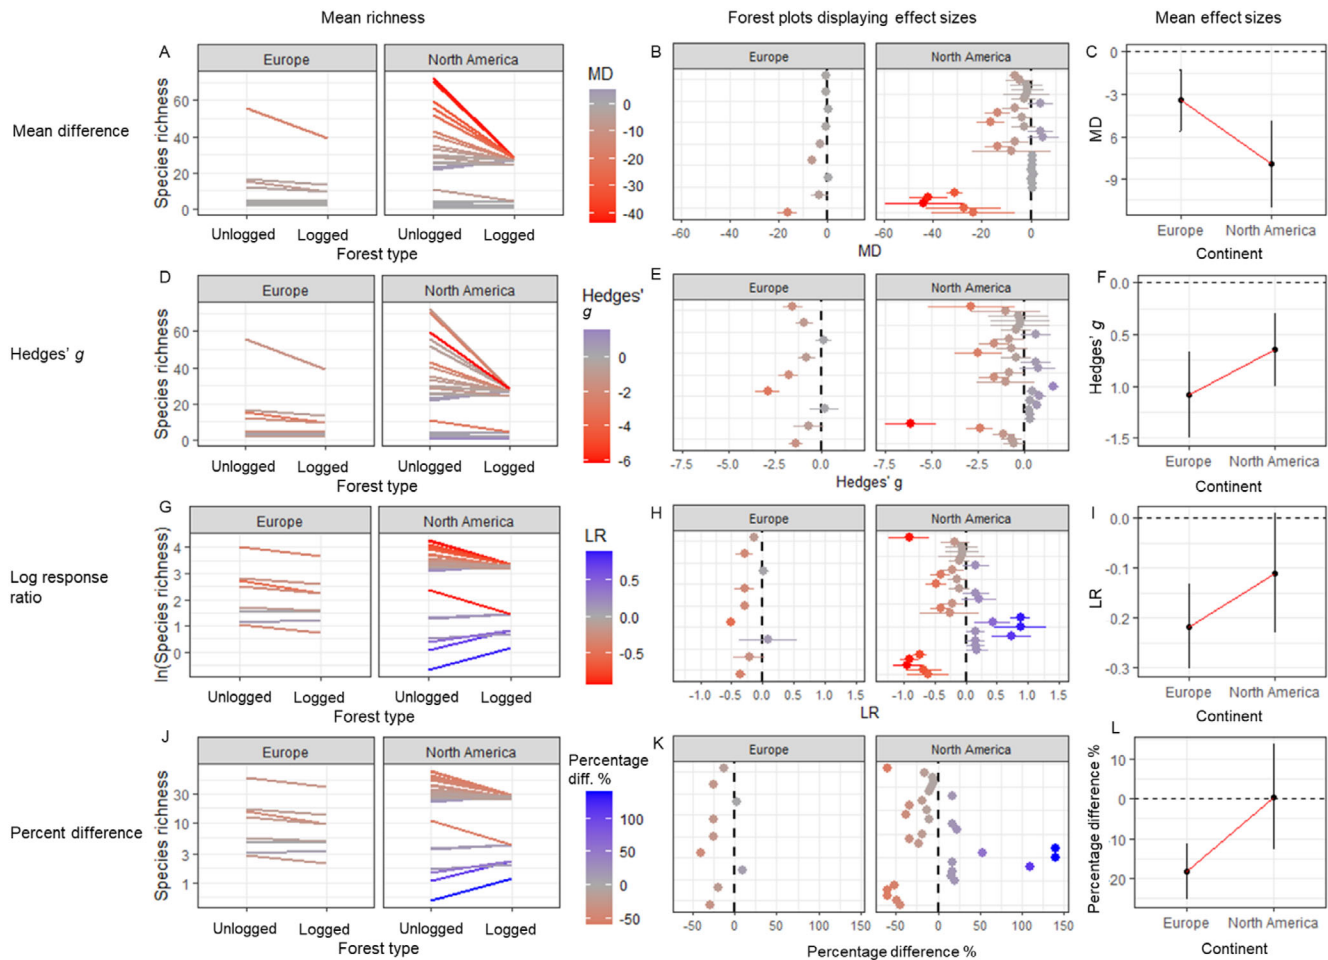 Mean richness
Forest plots displaying effect sizes
Mean effect sizes
Mean difference
A
Europe
North America
Species richness
60
40
20
0
Unlogged Logged Unlogged Logged
Forest type
MD
0
-10
-20
-30
-40
B
Europe
North America
-60 -40 -20 0 -60 -40 -20 0
MD
C
MD
0
-3
6
-9
Europe North America
Continent
Hedges' g
D
Europe
North America
Species richness
60
40
20
0
Unlogged Logged Unlogged Logged
Forest type
Hedges'
g
0
-2
-4
-6
E
Europe
North America
-7.5 -5.0 -2.5 0.0 -7.5 -5.0 -2.5 0.0
Hedges' g
F
Hedges' g
0.0
0.5
1.0
-1.5
Europe North America
Continent
Log response
ratio
G
Europe
North America
ln(Species richness)
4
3
2
1
0
Unlogged Logged Unlogged Logged
Forest type
LR
0.5
0.0
-0.5
H
Europe
North America
-1.0 -0.5 0.0 0.5 1.0 1.5 -1.0 -0.5 0.0 0.5 1.0 1.5
LR
I
LR
0.0
-0.1
0.2
-0.3
Europe North America
Continent
Percent difference
J
Europe
North America
Species richness
30
10
3
1
Unlogged Logged Unlogged Logged
Forest type
Percentage
diff. %
100
50
0
-50
K
Europe
North America
-50 0 50 100 150 -50 0 50 100 150
Percentage difference %
L
Percentage difference %
10
0
-10
20
Europe North America
Continent